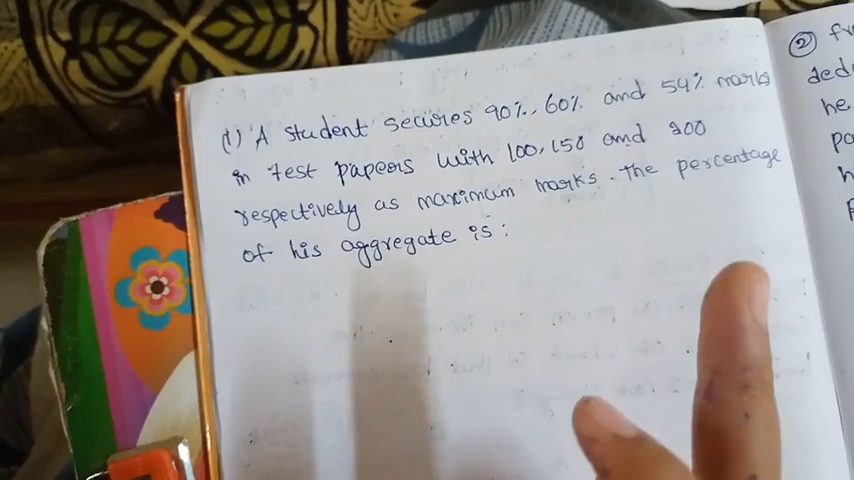 (1) A student secures 90%, 60% and 54% marks
in test papers with 100, 150 and 200
respectively as maximum marks. The percentage
of his aggregate is:
②
he